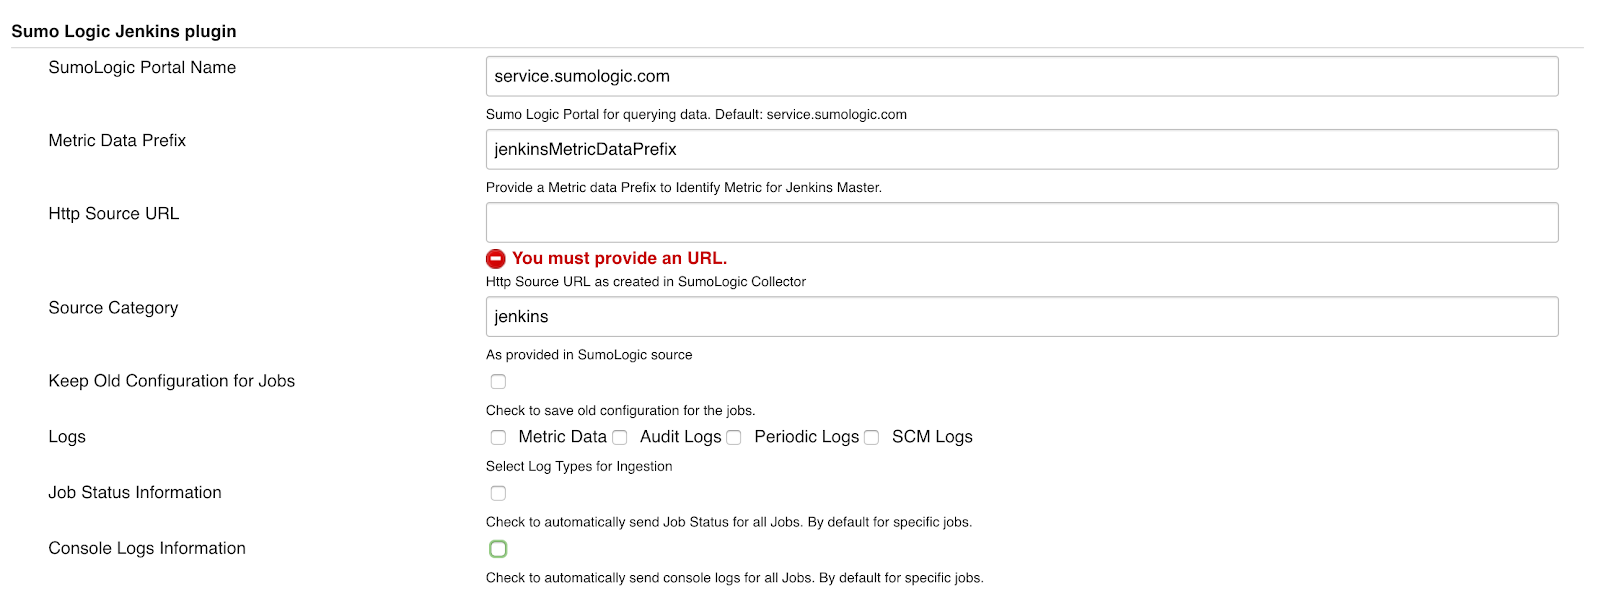 Sumo Logic Jenkins plugin
SumoLogic Portal Name
service.sumologic.com
Sumo Logic Portal for querying data. Default: service.sumologic.com
Metric Data Prefix
jenkinsMetricDataPrefix
Provide a Metric data Prefix to Identify Metric for Jenkins Master.
Http Source URL
You must provide an URL.
Http Source URL as created in SumoLogic Collector
Source Category
jenkins
As provided in SumoLogic source
Keep Old Configuration for Jobs
Check to save old configuration for the jobs.
Logs Metric Data Audit Logs Periodic Logs SCM Logs
Select Log Types for Ingestion
Job Status Information
Check to automatically send Job Status for all Jobs. By default for specific jobs.
Console Logs Information
Check to automatically send console logs for all Jobs. By default for specific jobs.